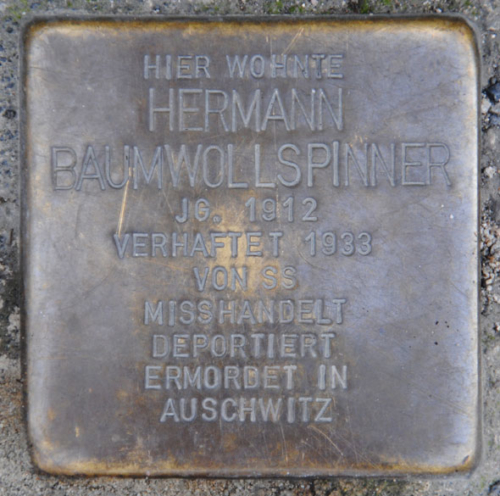 HIER WOHNTE
HERMANN
BAUMWOLLSPINNER
JG. 1912
VERHAFTET 1933
VON SS
MISSHANDELT
DEPORTIERT
ERMORDET IN
AUSCHWITZ